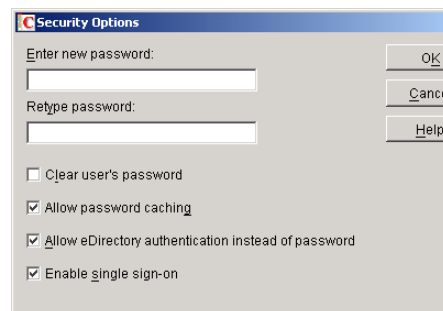 Security Options
Enter new password:
OK
Retype password:
Help
Clear user's password
Allow password caching
Allow eDirectory authentication instead of password
Enable single sign-on